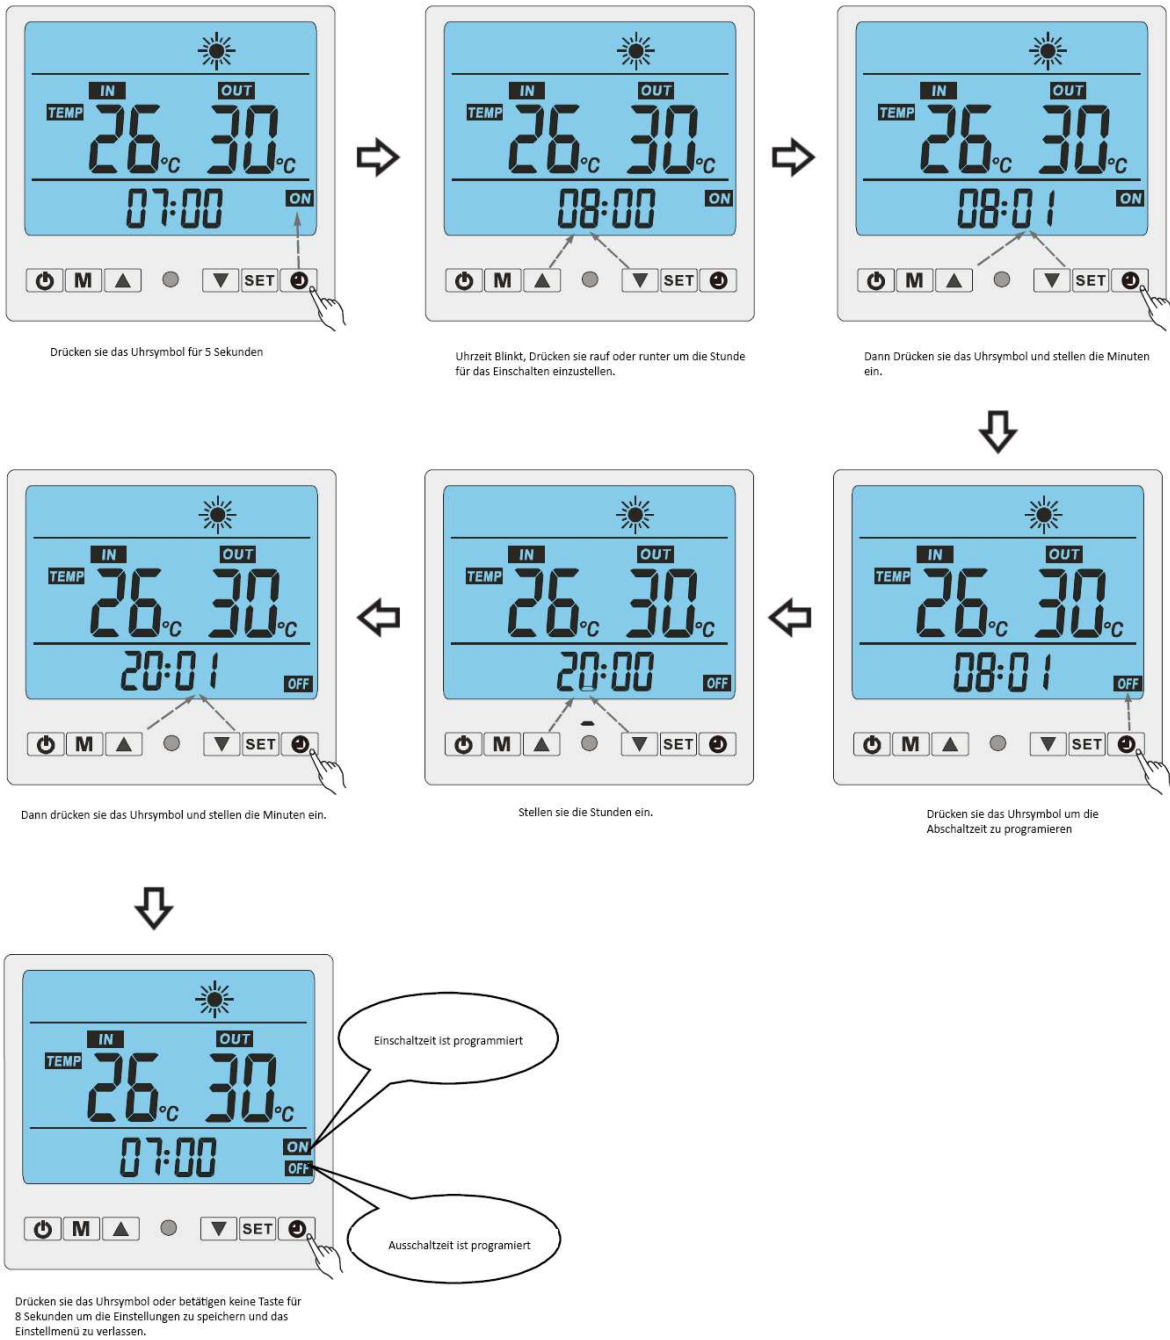 IN OUT
TEMP 26°C 30°C
07:00 ON
M SET
Drücken sie das Uhrsymbol für 5 Sekunden
IN OUT
TEMP 26°C 30°C
08:00 ON
M SET
Uhrzeit Blinkt, Drücken sie rauf oder runter um die Stunde
für das Einschalten einzustellen.
IN OUT
TEMP 26°C 30°C
08:01 ON
M SET
Dann Drücken sie das Uhrsymbol und stellen die Minuten
ein.
IN OUT
TEMP 26°C 30°C
08:01 OFF
M SET
Drücken sie das Uhrsymbol um die
Abschaltzeit zu programieren
IN OUT
TEMP 26°C 30°C
20:00 OFF
M SET
Stellen sie die Stunden ein.
IN OUT
TEMP 26°C 30°C
20:01 OFF
M SET
Dann drücken sie das Uhrsymbol und stellen die Minuten ein.
IN OUT
TEMP 26°C 30°C
07:00 ON
OFF
M SET
Einschaltzeit ist programmiert
Ausschaltzeit ist programiert
Drücken sie das Uhrsymbol oder betätigen keine Taste für
8 Sekunden um die Einstellungen zu speichern und das
Einstellmenü zu verlassen.